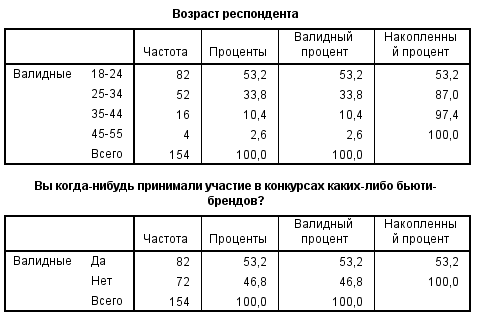 Возраст респондента
Частота Проценты Валидный процент Накопленны й процент
Валидные 18-24 82 53,2 53,2 53,2
25-34 52 33,8 33,8 87,0
35-44 16 10,4 10,4 97,4
45-55 4 2,6 2,6 100,0
Всего 154 100,0 100,0
Вы когда-нибудь принимали участие в конкурсах каких-либо бьюти-
брендов?
Частота Проценты Валидный процент Накопленны й процент
Валидные Да 82 53,2 53,2 53,2
Нет 72 46,8 46,8 100,0
Всего 154 100,0 100,0